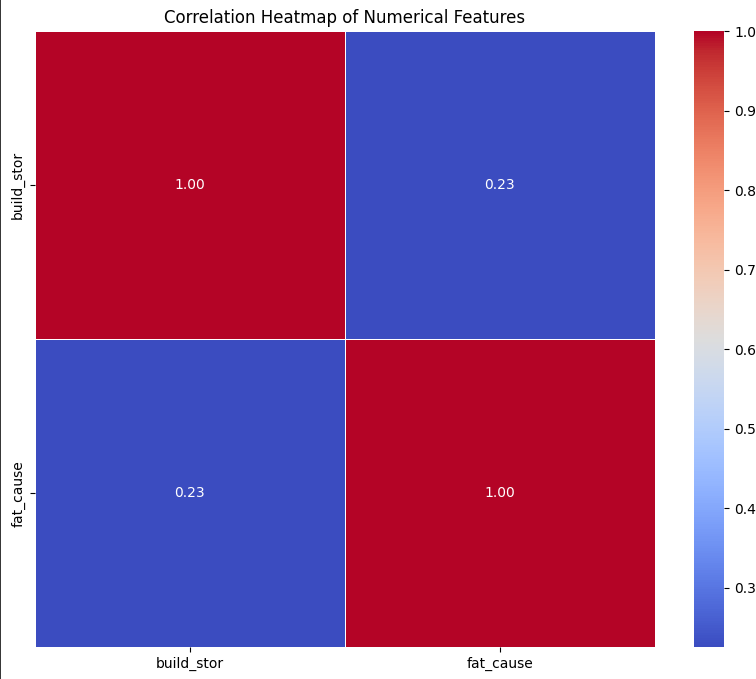 Correlation Heatmap of Numerical Features
build_stor
1.00
0.23
fat_cause
0.23
1.00
build_stor
fat_cause
1.0
0.9
0.8
0.7
0.6
0.5
0.4
0.3